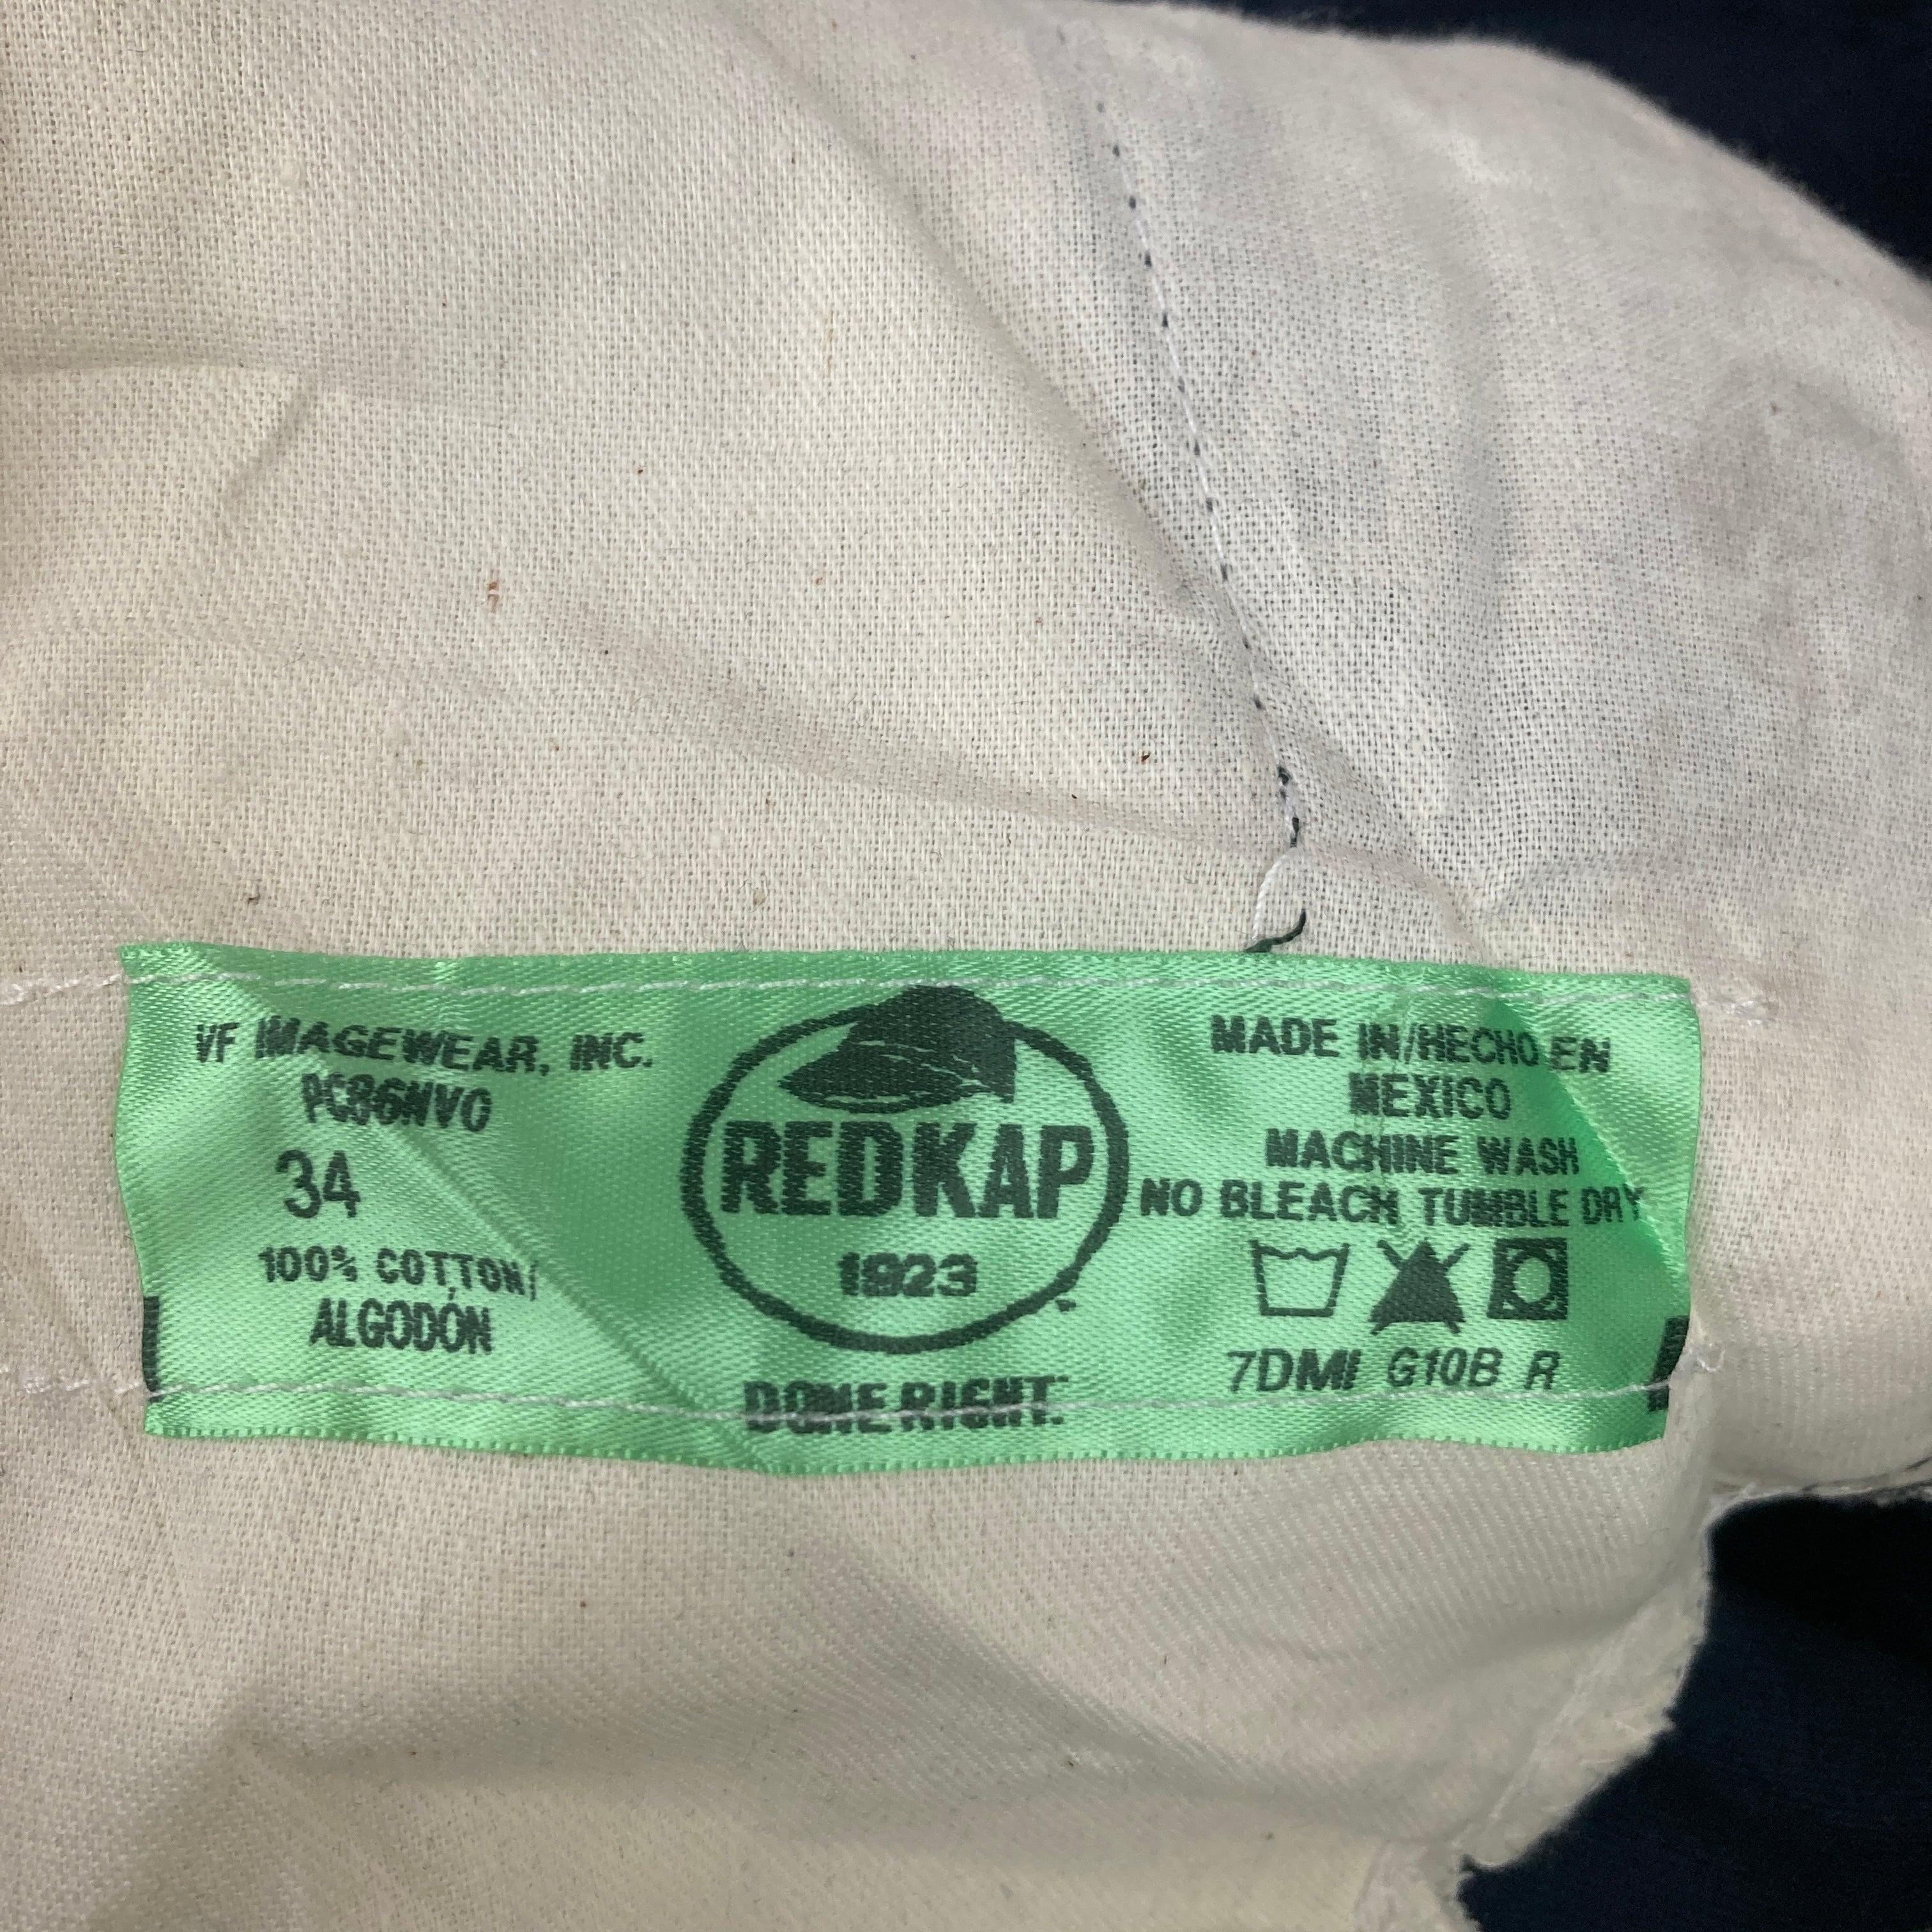 VF IMAGEWEAR, INC.
PC86NV0
34
100% COTTON/
ALGODÓN
REDKAP
1923
DONE RIGHT.
MADE IN/HECHO EN
MEXICO
MACHINE WASH
NO BLEACH TUMBLE DRY
7DMI G10B R